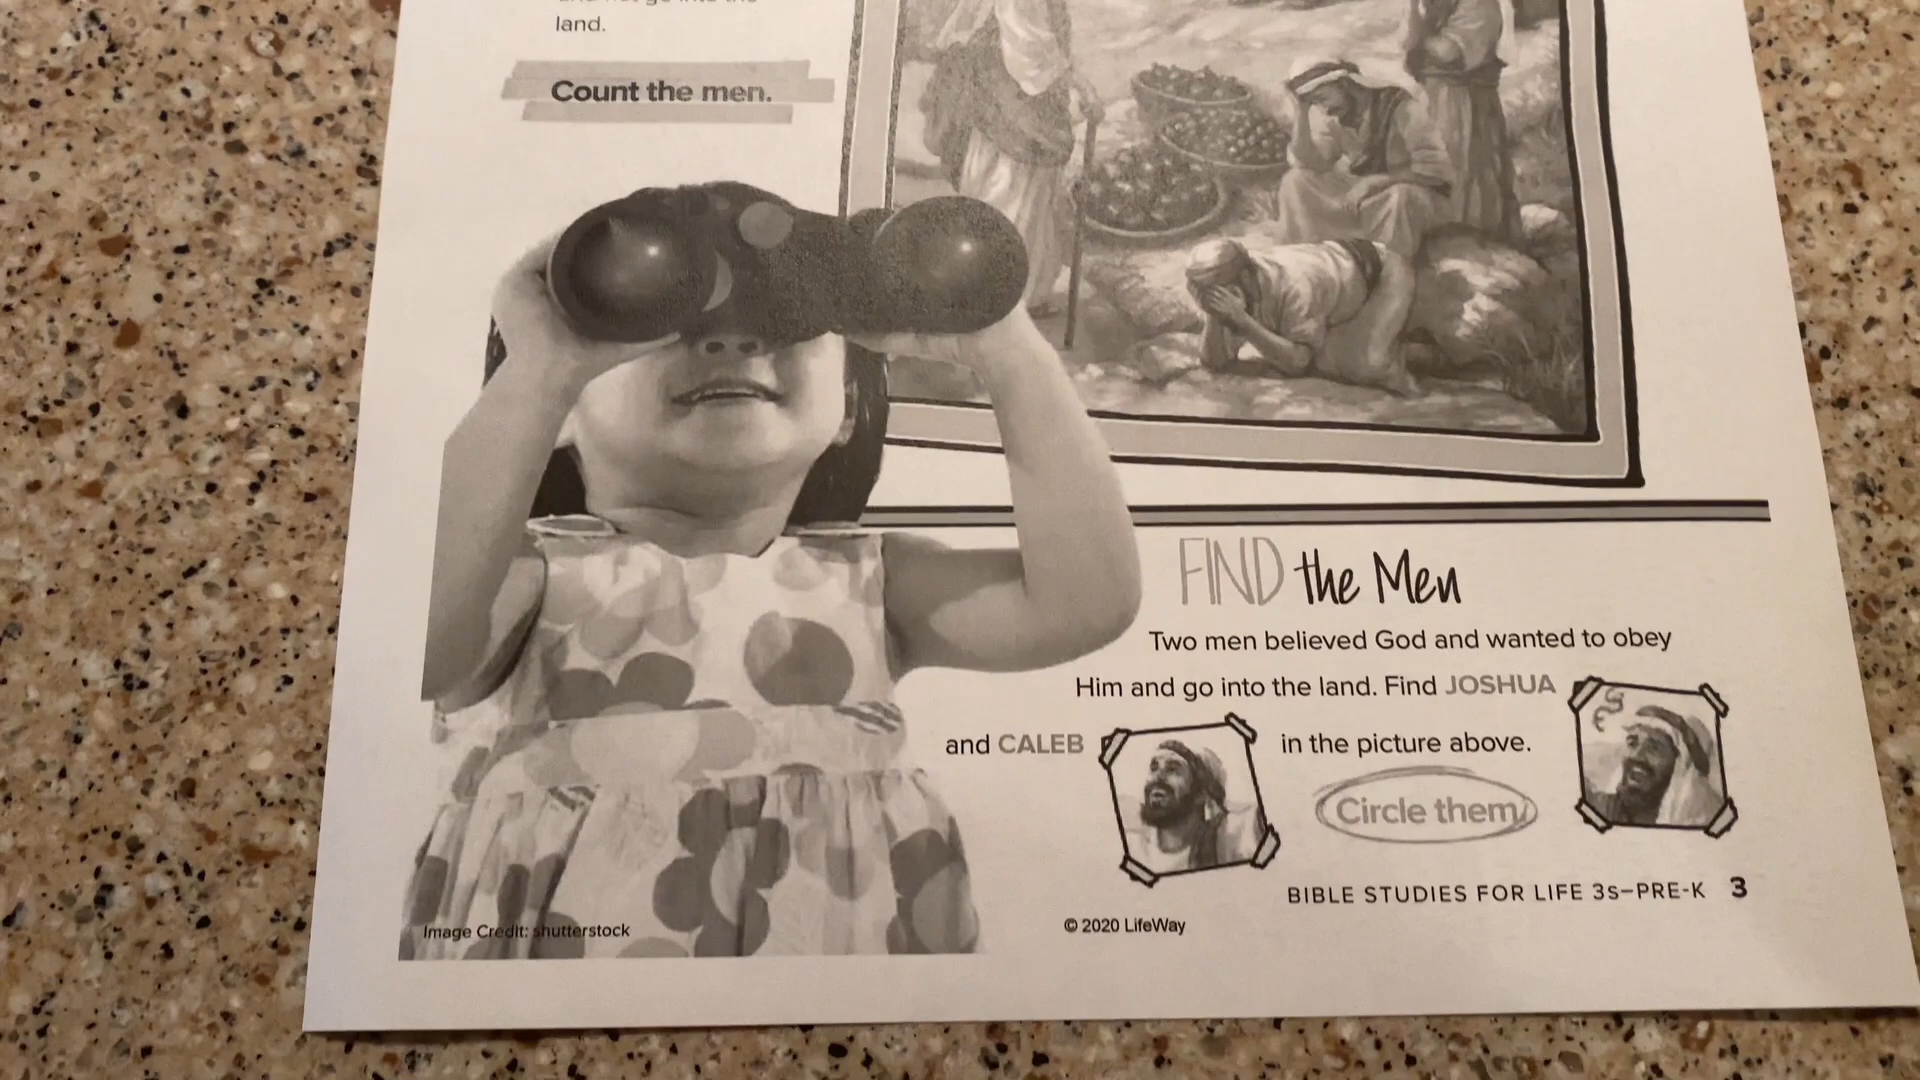 land.
Count the men.
FIND the Men
Two men believed God and wanted to obey
Him and go into the land. Find JOSHUA
and CALEB in the picture above.
Circle them
BIBLE STUDIES FOR LIFE 3s–PRE-K 3
Image Credit: shutterstock
© 2020 LifeWay